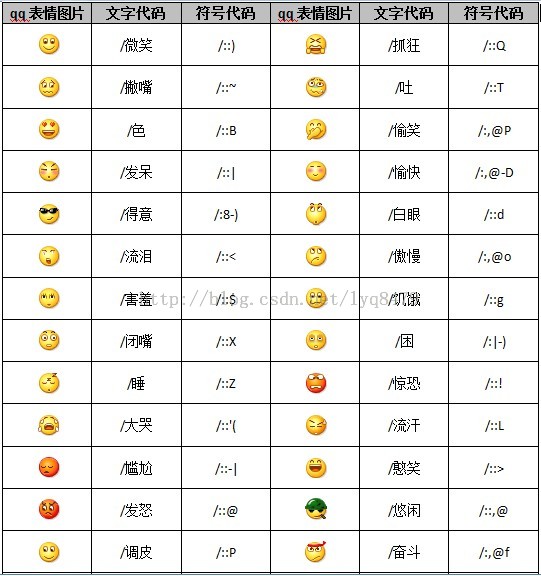 qq表情图片 文字代码 符号代码 qq表情图片 文字代码 符号代码
/微笑 /::) /抓狂 /::Q
/撇嘴 /::~ /吐 /::T
/色 /::B /偷笑 /:,@P
/发呆 /::| /愉快 /:,@-D
/得意 /:8-) /白眼 /::d
/流泪 /::< /傲慢 /:,@o
/害羞 /::$ /饥饿 /::g
http://blog.csdn.net/lyq8
/闭嘴 /::X /困 /:|-)
/睡 /::Z /惊恐 /::!
/大哭 /::'( /流汗 /::L
/尴尬 /::-| /憨笑 /::>
/发怒 /::@ /悠闲 /::,@
/调皮 /::P /奋斗 /:,@f